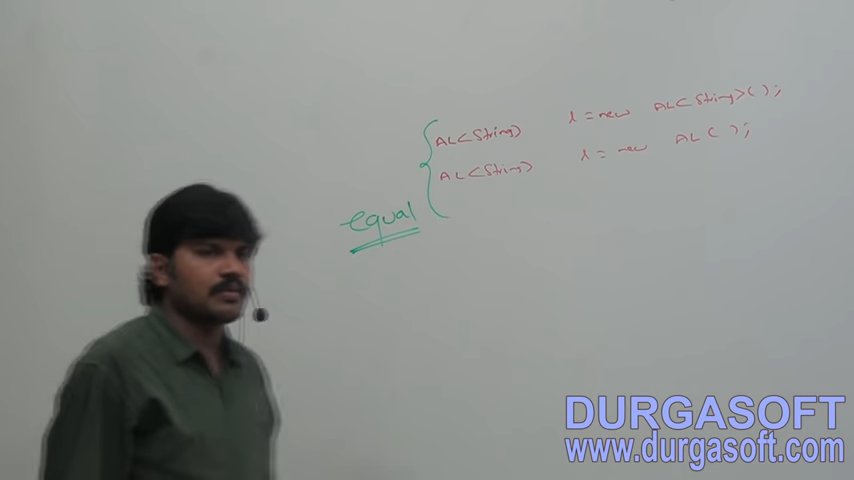 AL<String> l = new AL<String>();
AL<String> l = new AL();
equal
DURGASOFT
www.durgasoft.com